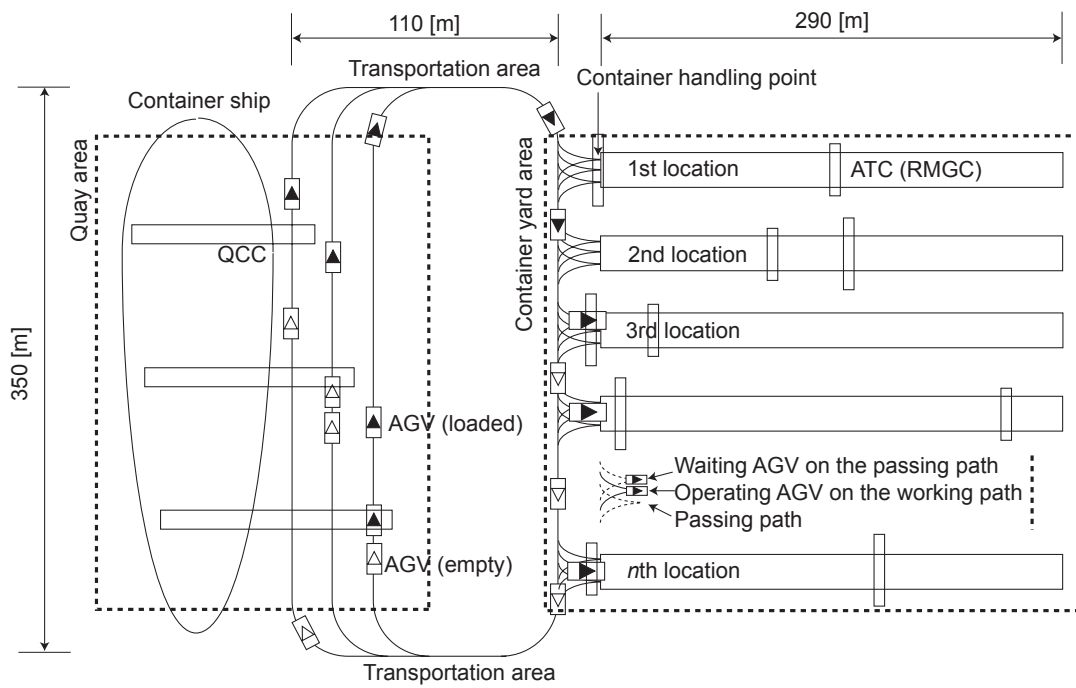 110 [m]
290 [m]
Transportation area
Container handling point
Container ship
Quay area
Container yard area
1st location
ATC (RMGC)
QCC
2nd location
350 [m]
3rd location
AGV (loaded)
Waiting AGV on the passing path
Operating AGV on the working path
Passing path
AGV (empty)
nth location
Transportation area